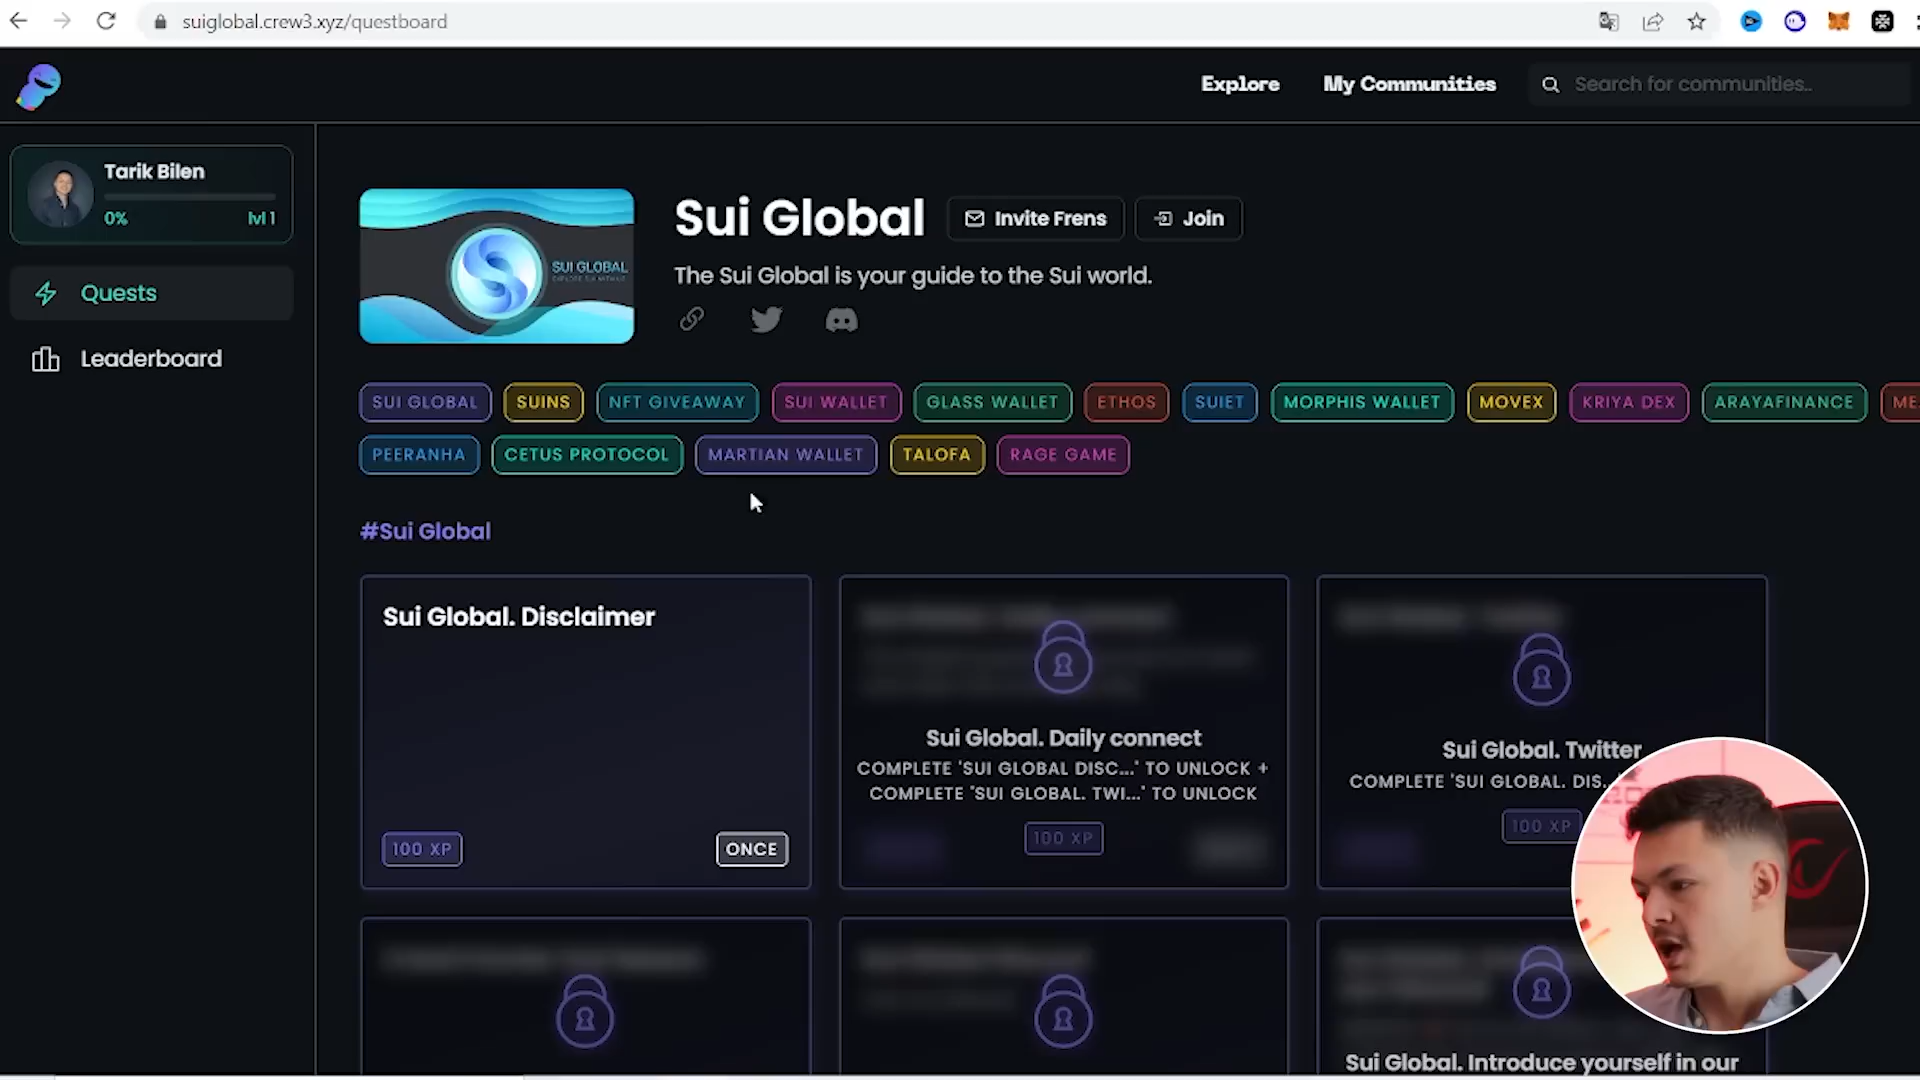 suiglobal.crew3.xyz/questboard
Explore
My Communities
Search for communities..
Tarik Bilen
0%
lvl 1
Quests
Leaderboard
SUI GLOBAL
Sui Global
Invite Frens
Join
The Sui Global is your guide to the Sui world.
SUI GLOBAL
SUINS
NFT GIVEAWAY
SUI WALLET
GLASS WALLET
ETHOS
SUIET
MORPHIS WALLET
MOVEX
KRIYA DEX
ARAYAFINANCE
ME
PEERANHA
CETUS PROTOCOL
MARTIAN WALLET
TALOFA
RAGE GAME
#Sui Global
Sui Global. Disclaimer
100 XP
ONCE
Sui Global. Daily connect
COMPLETE 'SUI GLOBAL DISC...' TO UNLOCK +
COMPLETE 'SUI GLOBAL. TWI...' TO UNLOCK
100 XP
Sui Global. Twitter
COMPLETE 'SUI GLOBAL. DIS..
100 XP
Sui Global. Introduce yourself in our